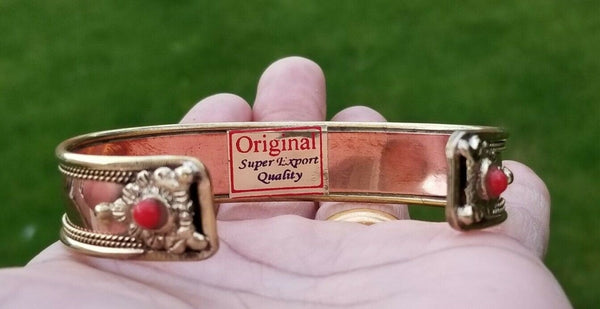 Original
Super Export
Quality